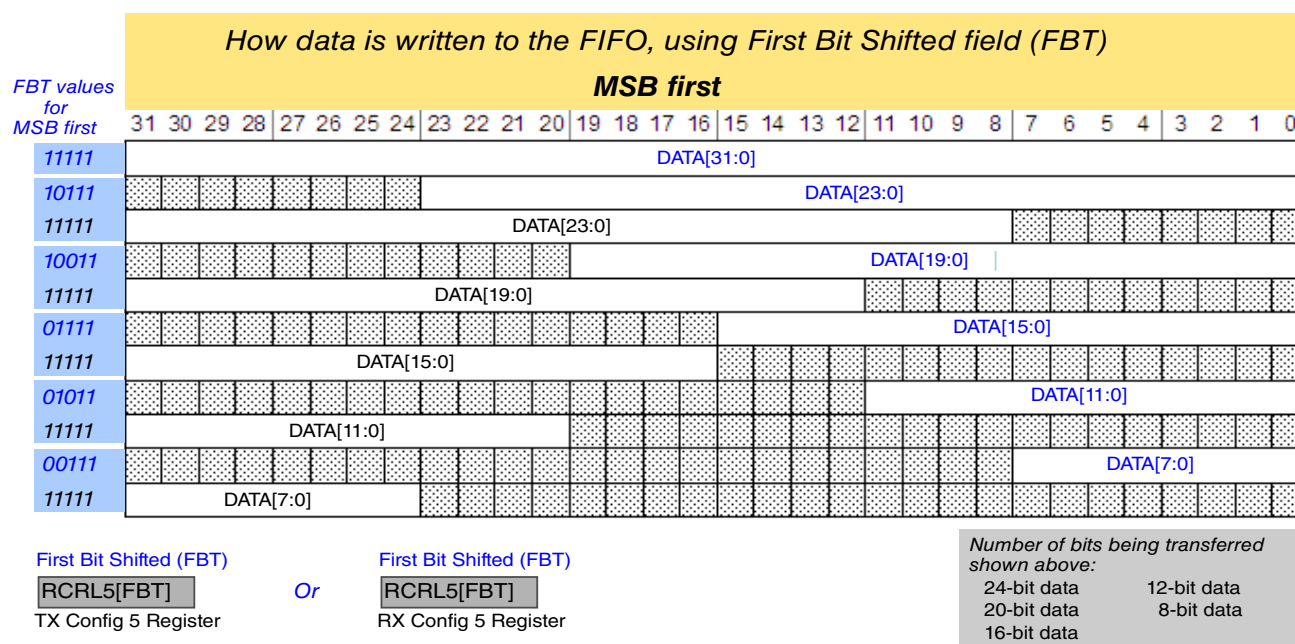 How data is written to the FIFO, using First Bit Shifted field (FBT)
MSB first
FBT values
for
MSB first
31 30 29 28 27 26 25 24 23 22 21 20 19 18 17 16 15 14 13 12 11 10 9 8 7 6 5 4 3 2 1 0
11111 DATA[31:0]
10111 DATA[23:0]
11111 DATA[23:0]
10011 DATA[19:0]
11111 DATA[19:0]
01111 DATA[15:0]
11111 DATA[15:0]
01011 DATA[11:0]
11111 DATA[11:0]
00111 DATA[7:0]
11111 DATA[7:0]
First Bit Shifted (FBT)
RCRL5[FBT]
TX Config 5 Register
Or
First Bit Shifted (FBT)
RCRL5[FBT]
RX Config 5 Register
Number of bits being transferred
shown above:
24-bit data 12-bit data
20-bit data 8-bit data
16-bit data